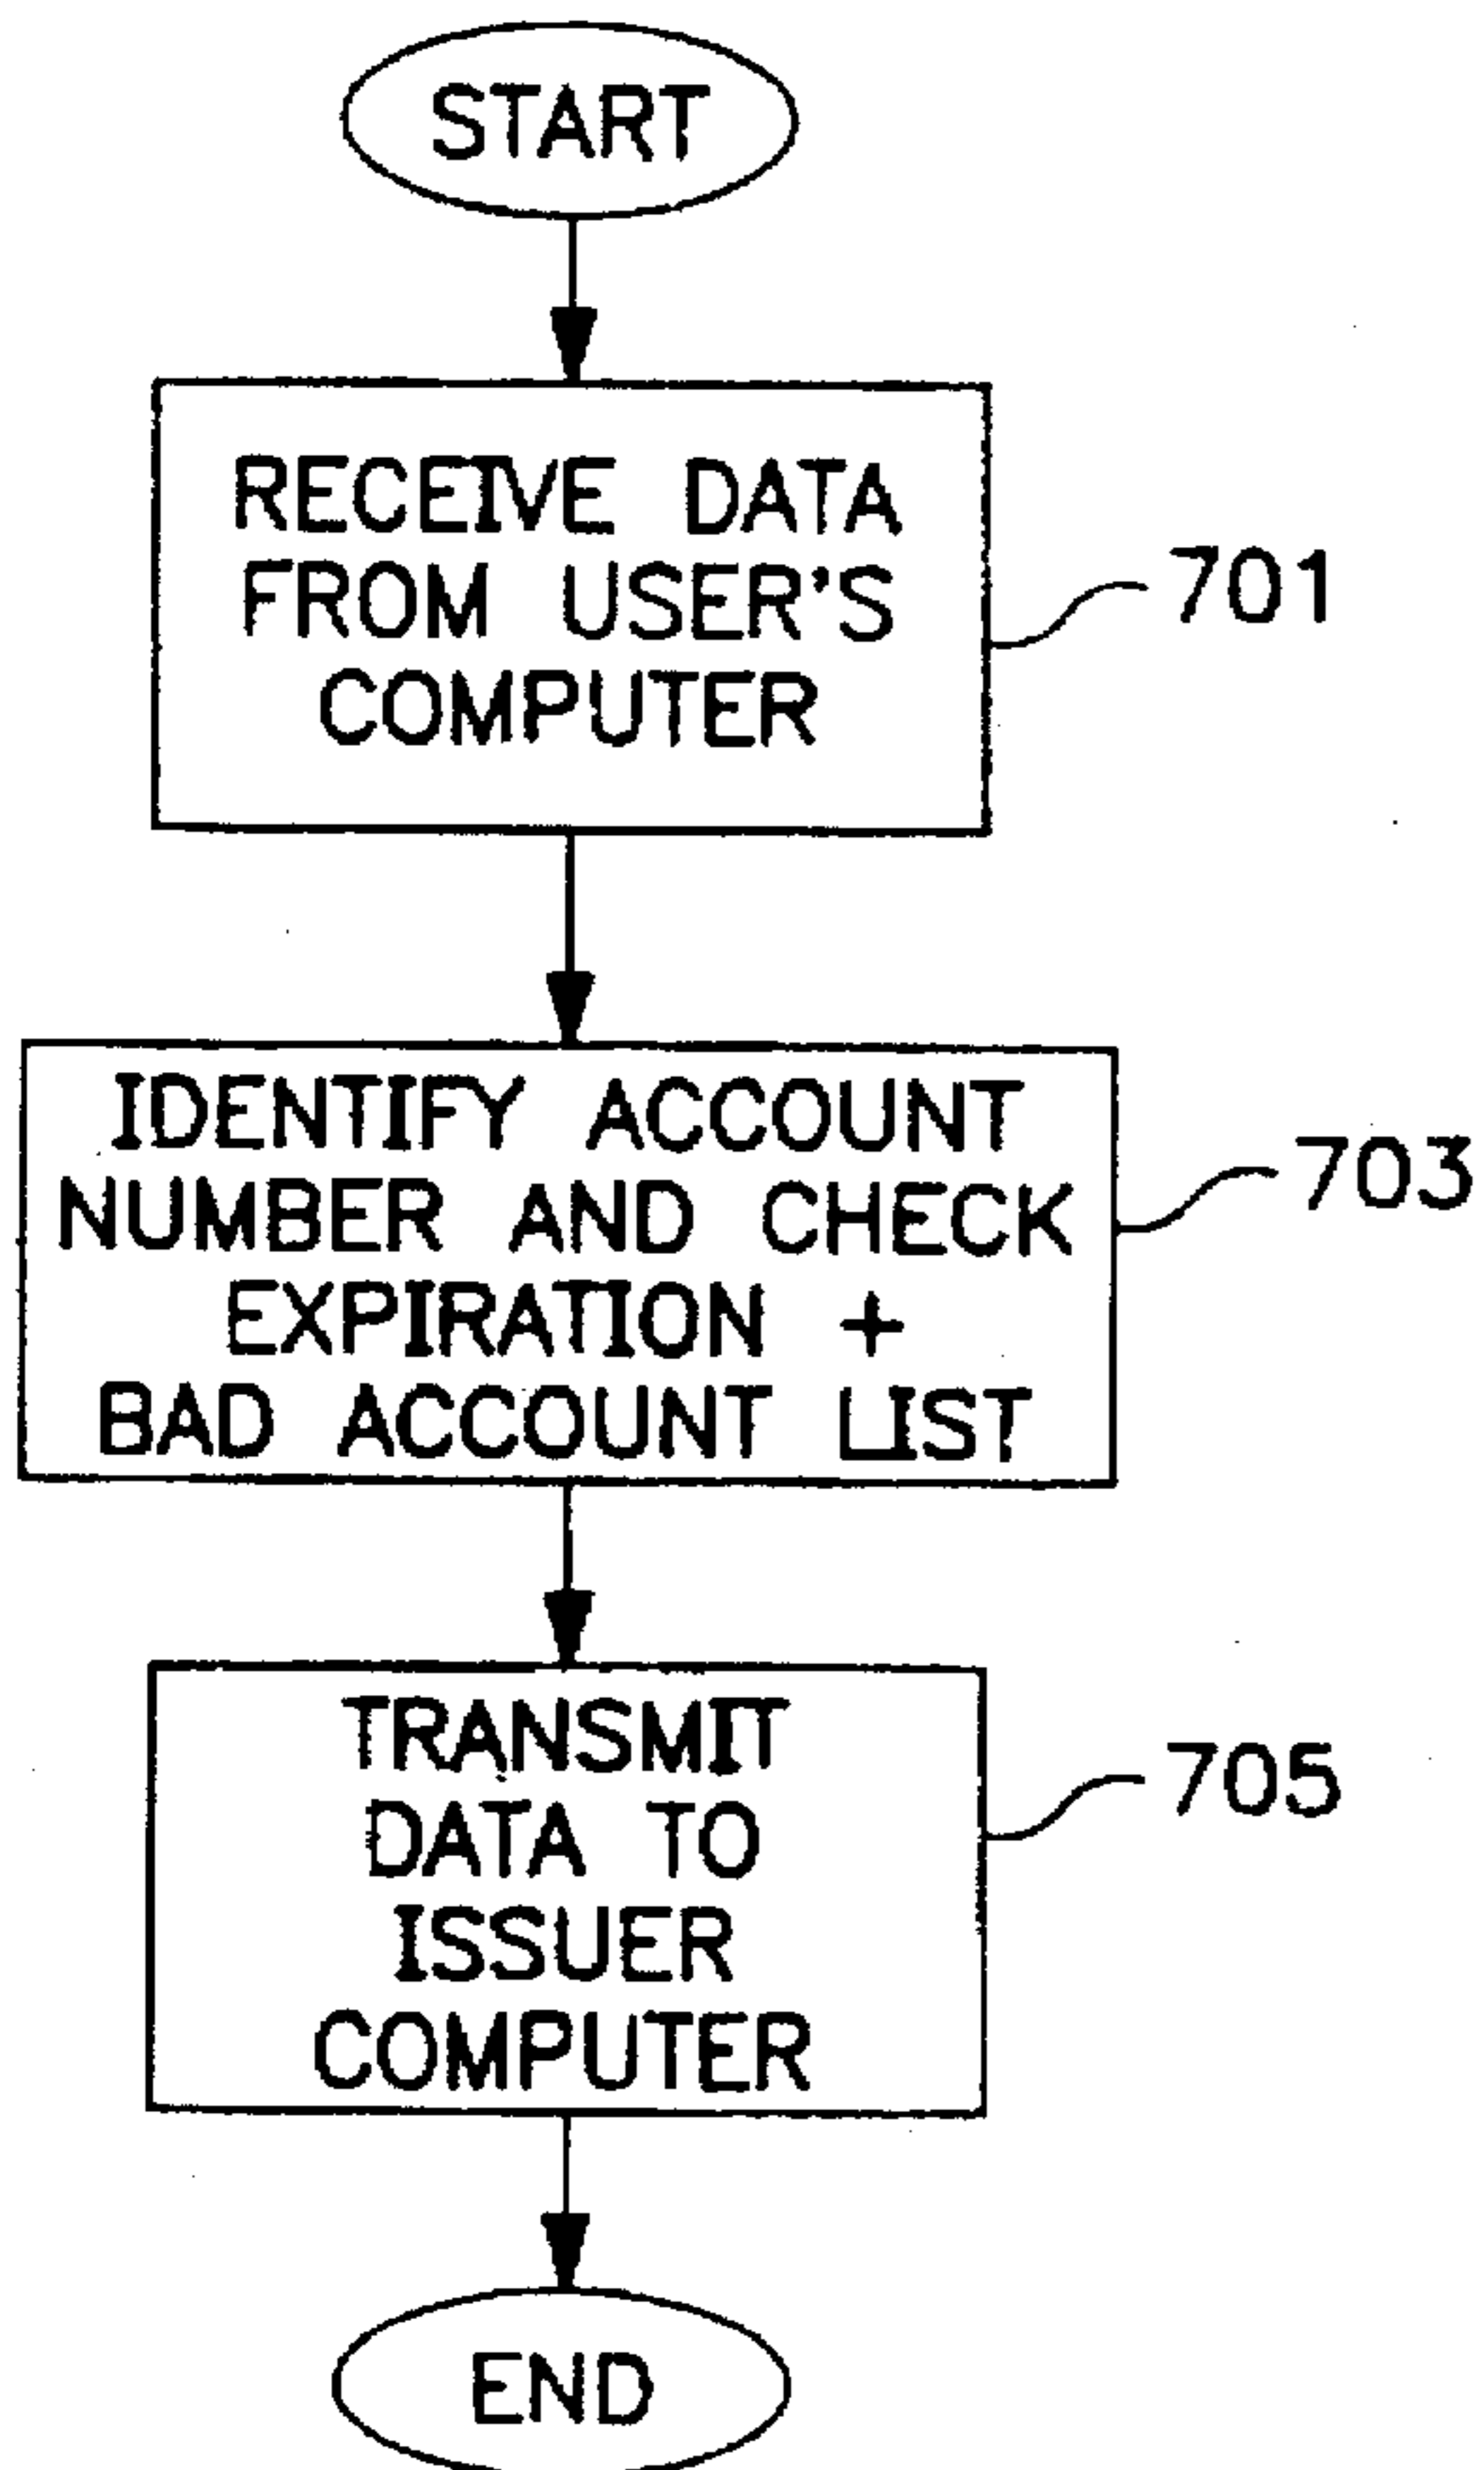 START
RECEIVE DATA
FROM USER'S
COMPUTER
701
IDENTIFY ACCOUNT
NUMBER AND CHECK
EXPIRATION +
BAD ACCOUNT LIST
703
TRANSMIT
DATA TO
ISSUER
COMPUTER
705
END